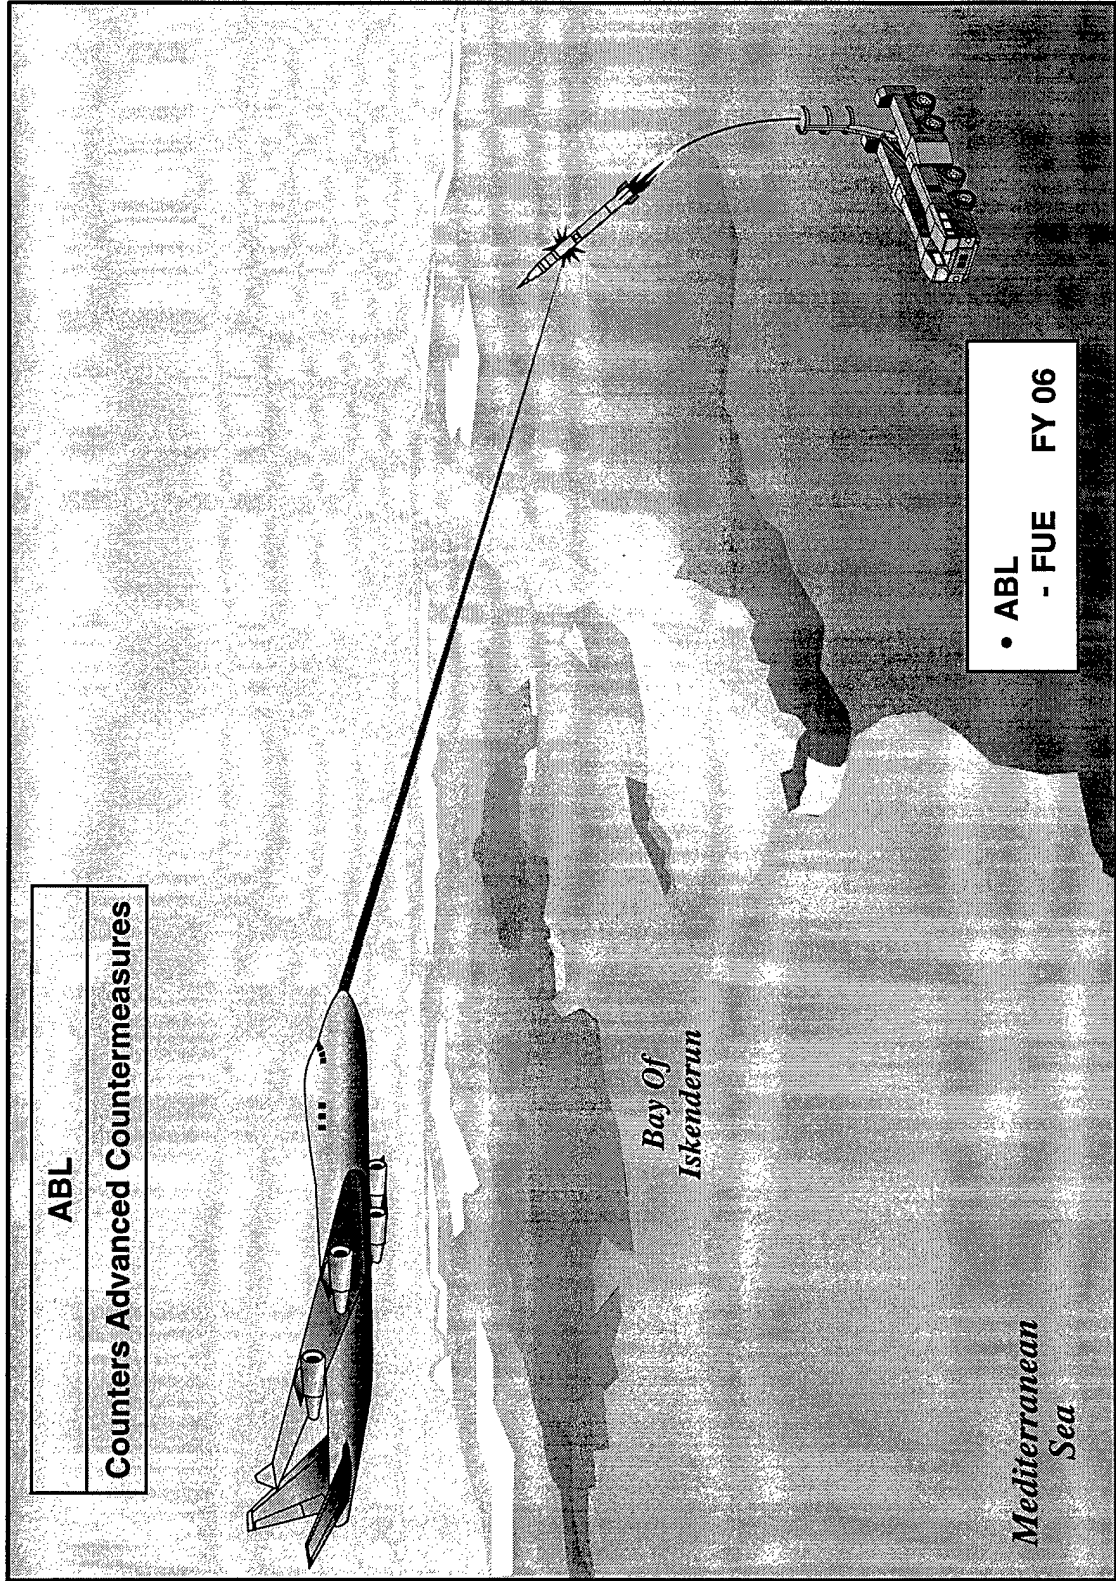 ABL
Counters Advanced Countermeasures
Bay Of
Iskenderun
Mediterranean
Sea
• ABL
- FUE FY 06